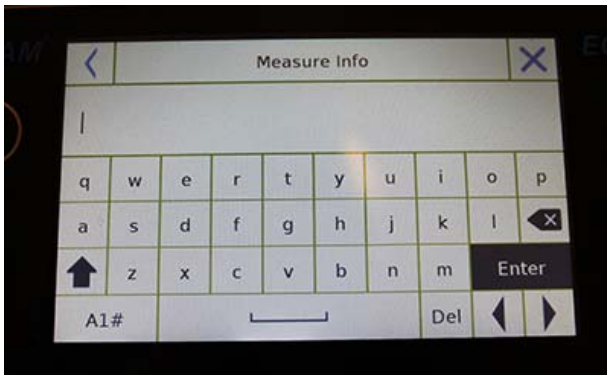 Measure Info
q w e r t y u i o p
a s d f g h j k l
z x c v b n m Enter
A1# Del